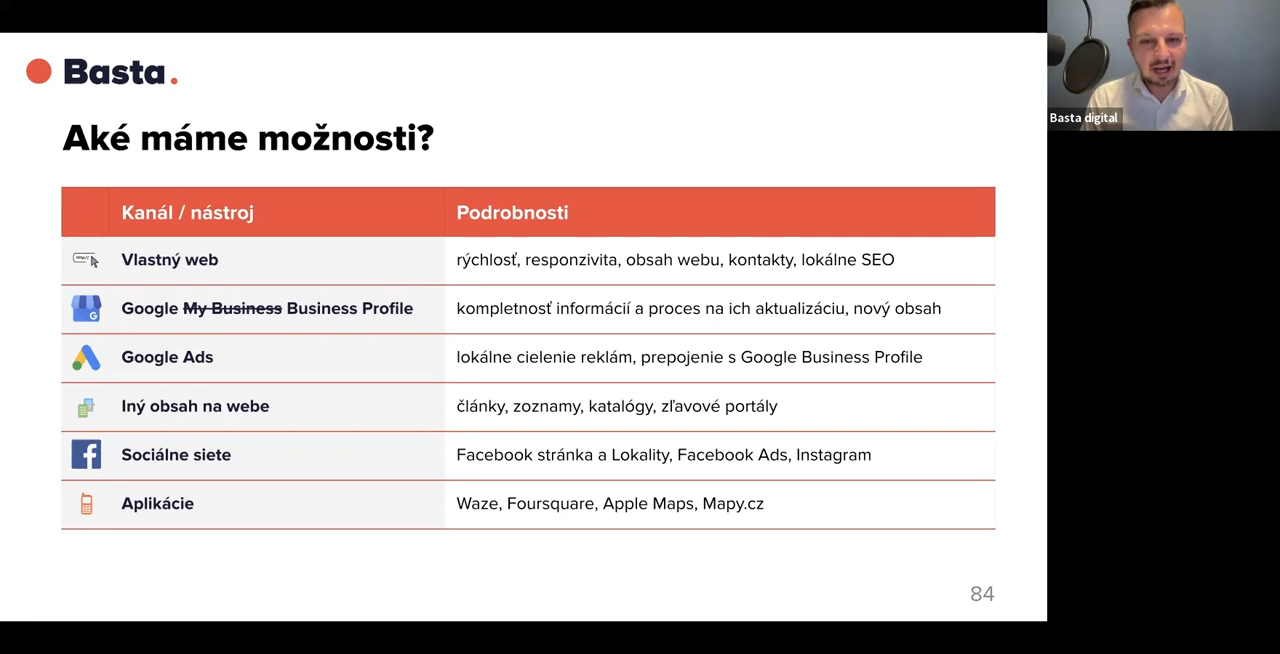 Basta.
Basta digital
Aké máme možnosti?
Kanál / nástroj Podrobnosti
Vlastný web rýchlosť, responzivita, obsah webu, kontakty, lokálne SEO
Google My Business Business Profile kompletnosť informácií a proces na ich aktualizáciu, nový obsah
Google Ads lokálne cielenie reklám, prepojenie s Google Business Profile
Iný obsah na webe články, zoznamy, katalógy, zľavové portály
Sociálne siete Facebook stránka a Lokality, Facebook Ads, Instagram
Aplikácie Waze, Foursquare, Apple Maps, Mapy.cz
84